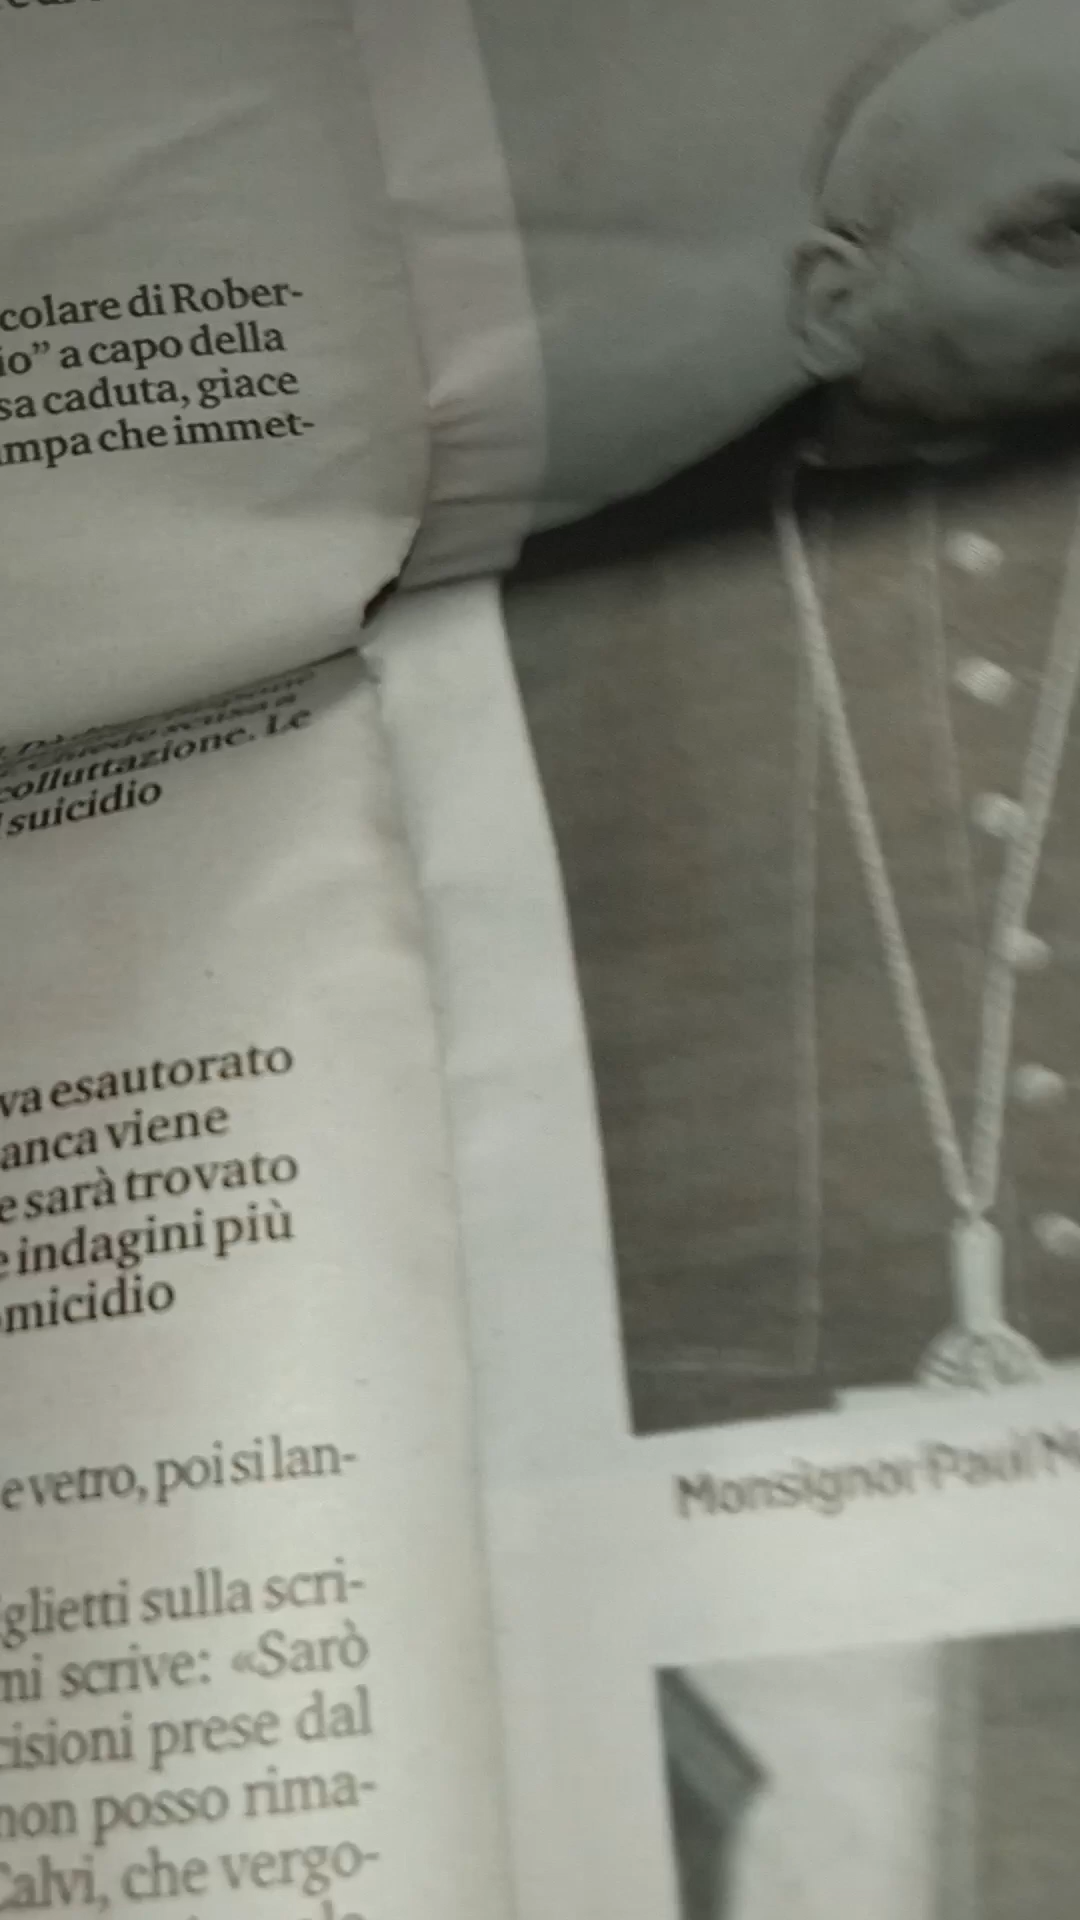 colare di Rober-
io” a capo della
sa caduta, giace
mpa che immet-
colluttazione. Le
suicidio
va esautorato
anca viene
e sarà trovato
e indagini più
micidio
e vetro, poi si lan-
glietti sulla scri-
ni scrive: «Sarò
cisioni prese dal
non posso rima-
Calvi, che vergo-
Monsignor Paul M